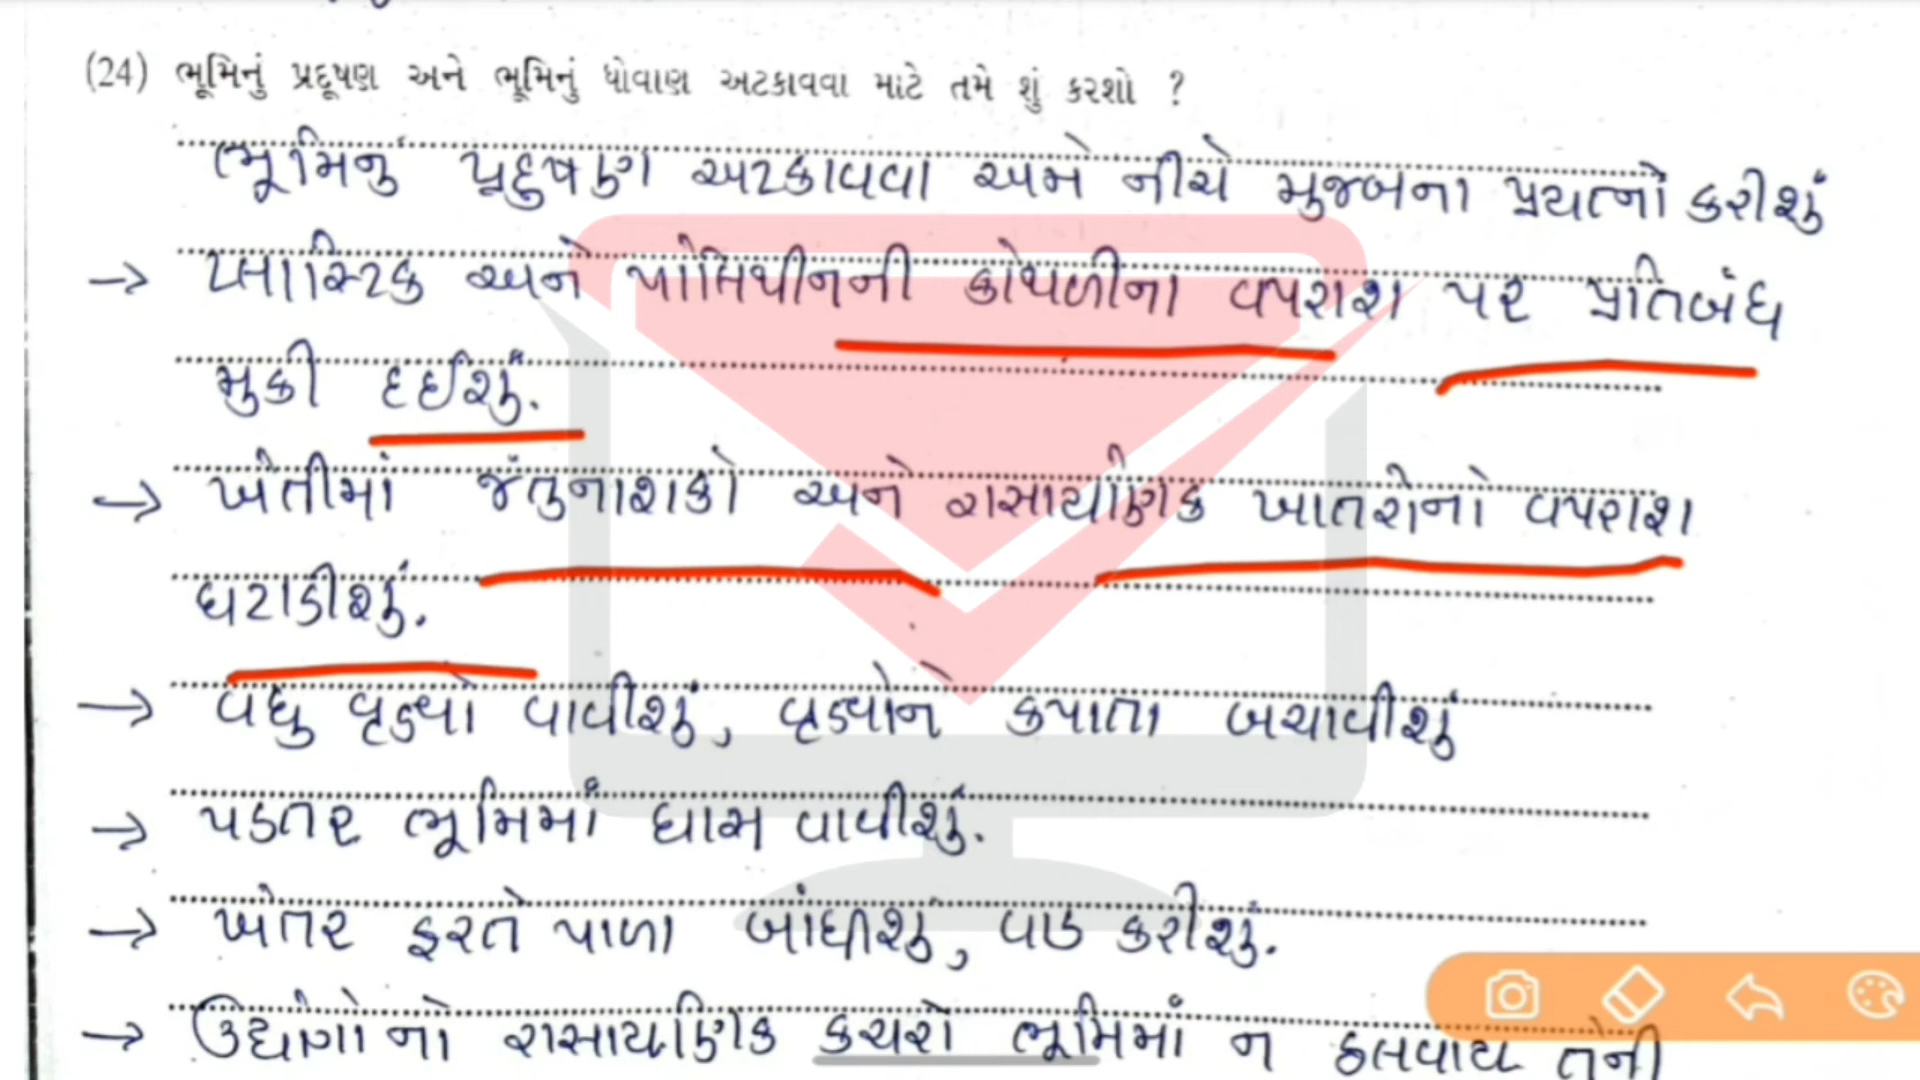 (24) ભૂમિનું પ્રદૂષણ અને ભૂમિનું ધોવાણ અટકાવવા માટે તમે શું કરશો ?
ભૂમિનું પ્રદુષણ અટકાવવા અમે નીચે મુજબના પ્રયત્નો કરીશું
→ પ્લાસ્ટિક અને પોલિથીનની કોથળીના વપરાશ પર પ્રતિબંધ
મુકી દઈશું.
→ ખેતીમાં જંતુનાશકો અને રાસાયણિક ખાતરોનો વપરાશ
ઘટાડીશું.
→ વધુ વૃક્ષો વાવીશું, વૃક્ષોને કપાતા બચાવીશું
→ પડતર ભૂમિમાં ઘાસ વાવીશું.
→ ખેતર ફરતે પાળા બાંધીશું, વાડ કરીશું.
→ ઉદ્યોગોનો રાસાયણિક કચરો ભૂમિમાં ન ઠલવાય તેની